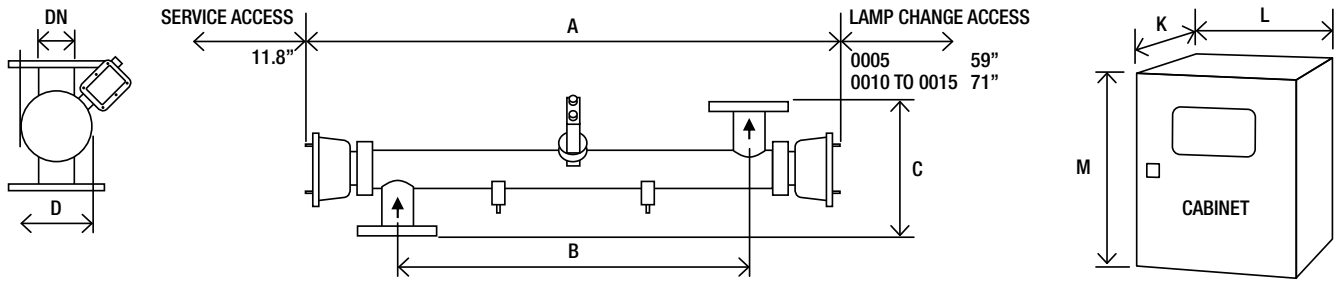 DN
SERVICE ACCESS
11.8”
A
LAMP CHANGE ACCESS
0005 59”
0010 TO 0015 71”
K
L
C
M
CABINET
D
B